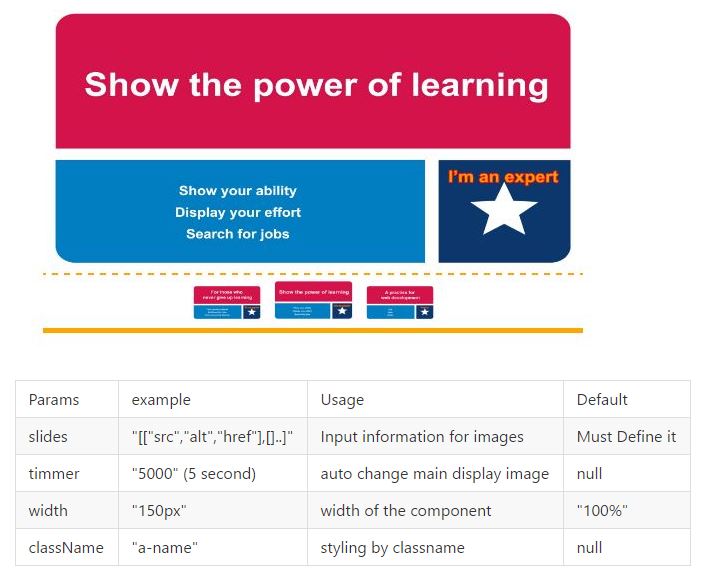 Show the power of learning
I'm an expert
Show your ability
Display your effort
Search for jobs
For those who
never give up learning
Show the power of learning
A practice for
web development
Params example Usage Default
slides "[["src","alt","href"],[]..]" Input information for images Must Define it
timmer "5000" (5 second) auto change main display image null
width "150px" width of the component "100%"
className "a-name" styling by classname null